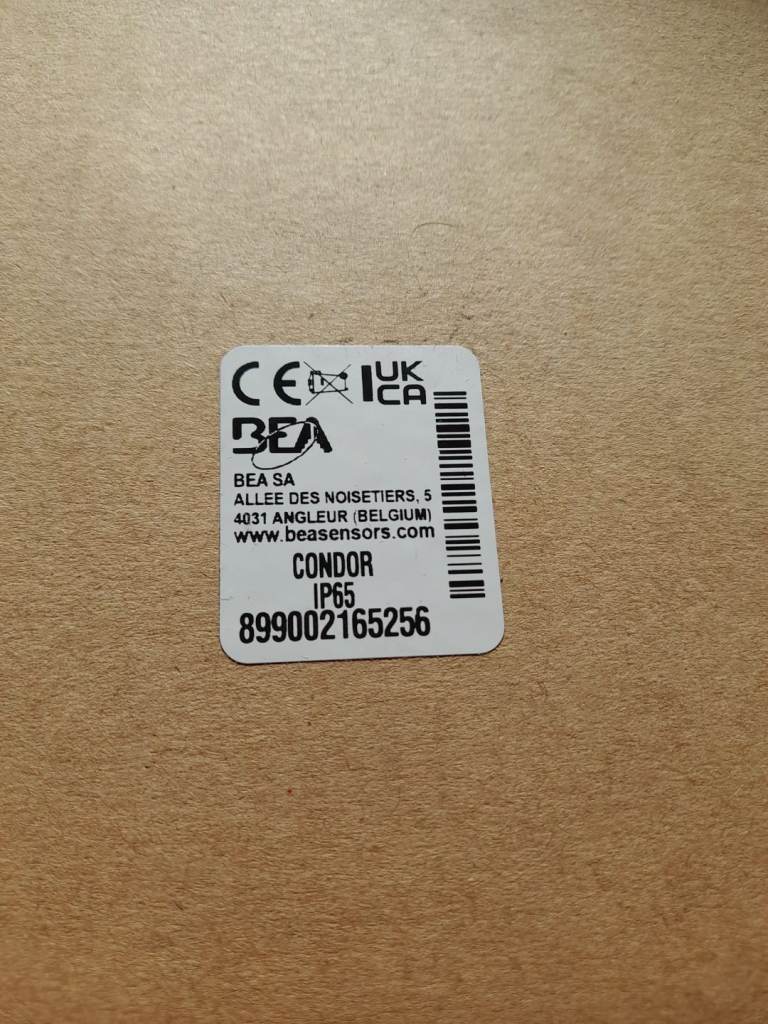 CE UK
CA
BEA
BEA SA
ALLEE DES NOISETIERS, 5
4031 ANGLEUR (BELGIUM)
www.beasensors.com
CONDOR
IP65
899002165256